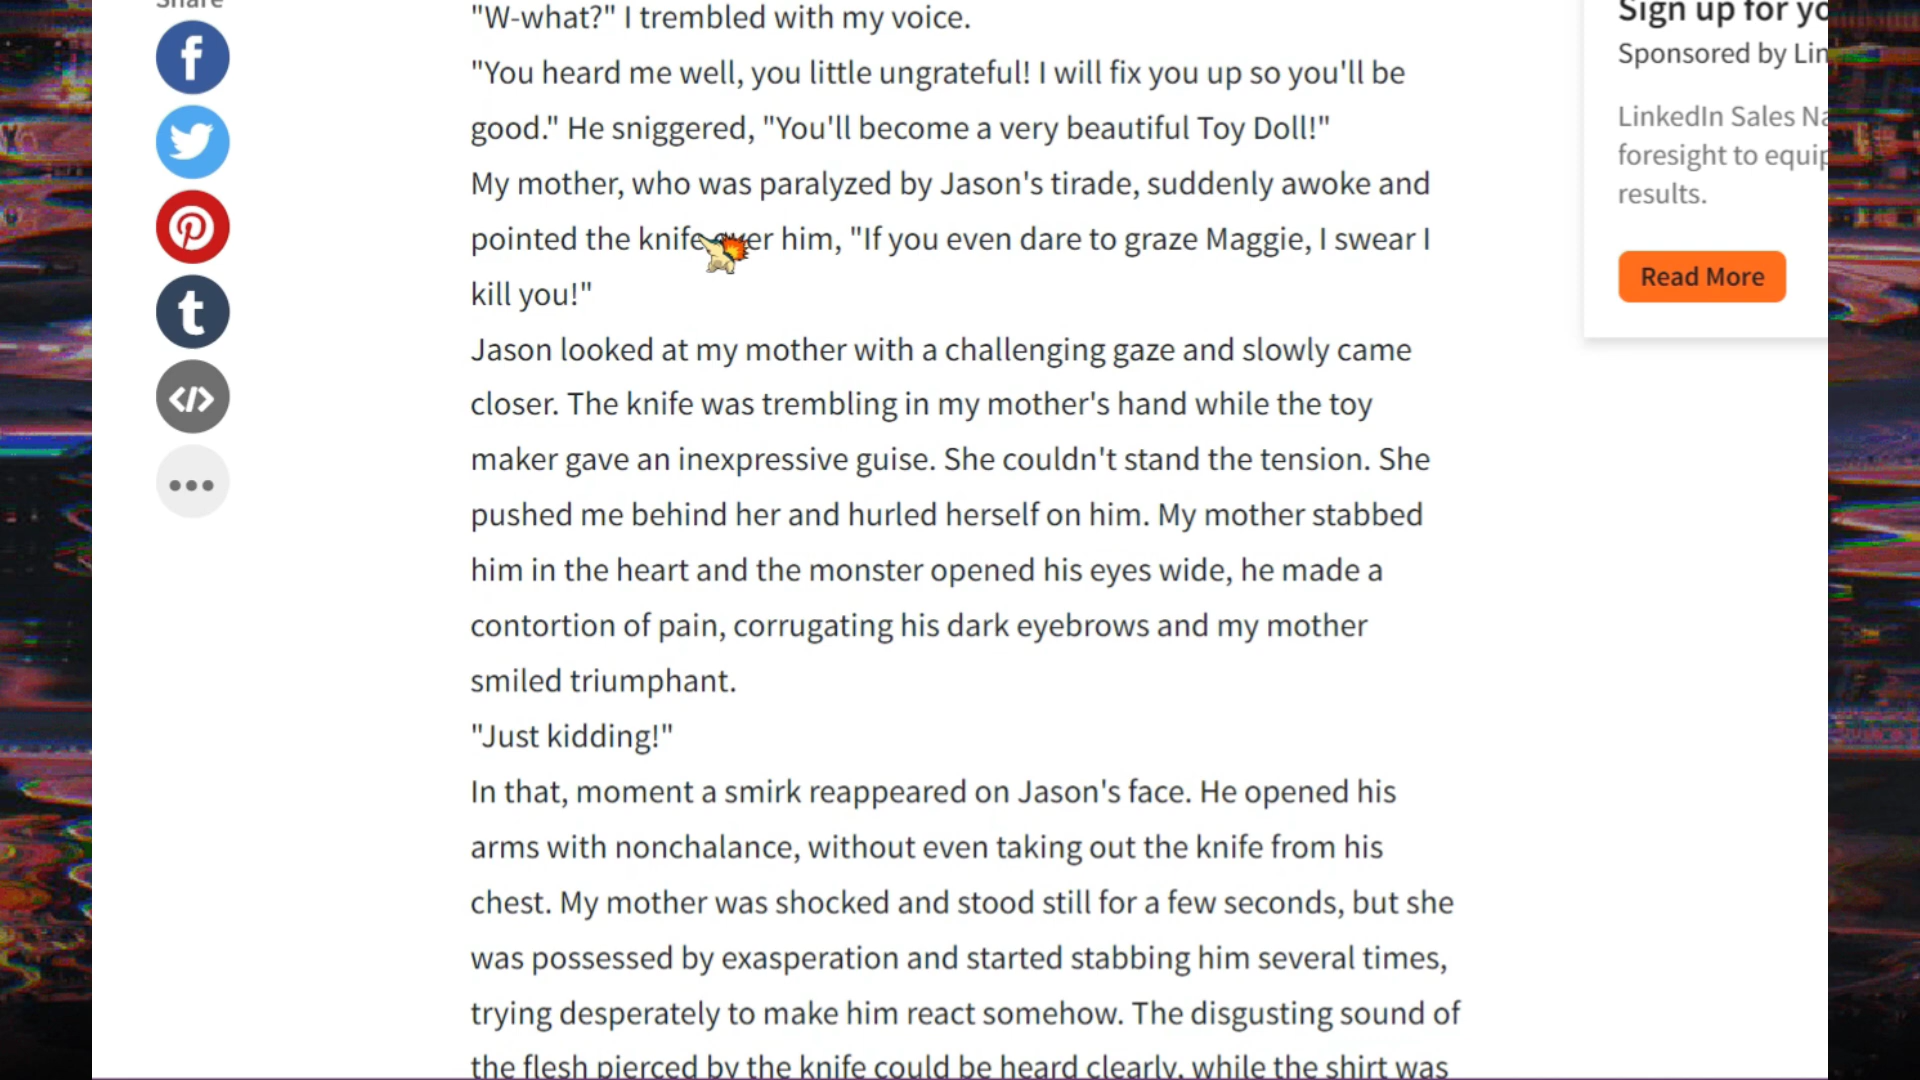 Share
"W-what?" I trembled with my voice.
"You heard me well, you little ungrateful! I will fix you up so you'll be
good." He sniggered, "You'll become a very beautiful Toy Doll!"
My mother, who was paralyzed by Jason's tirade, suddenly awoke and
pointed the knife over him, "If you even dare to graze Maggie, I swear I
kill you!"
Jason looked at my mother with a challenging gaze and slowly came
closer. The knife was trembling in my mother's hand while the toy
maker gave an inexpressive guise. She couldn't stand the tension. She
pushed me behind her and hurled herself on him. My mother stabbed
him in the heart and the monster opened his eyes wide, he made a
contortion of pain, corrugating his dark eyebrows and my mother
smiled triumphant.
"Just kidding!"
In that, moment a smirk reappeared on Jason's face. He opened his
arms with nonchalance, without even taking out the knife from his
chest. My mother was shocked and stood still for a few seconds, but she
was possessed by exasperation and started stabbing him several times,
trying desperately to make him react somehow. The disgusting sound of
the flesh pierced by the knife could be heard clearly, while the shirt was
Sign up for yo
Sponsored by Lin
LinkedIn Sales Na
foresight to equip
results.
Read More